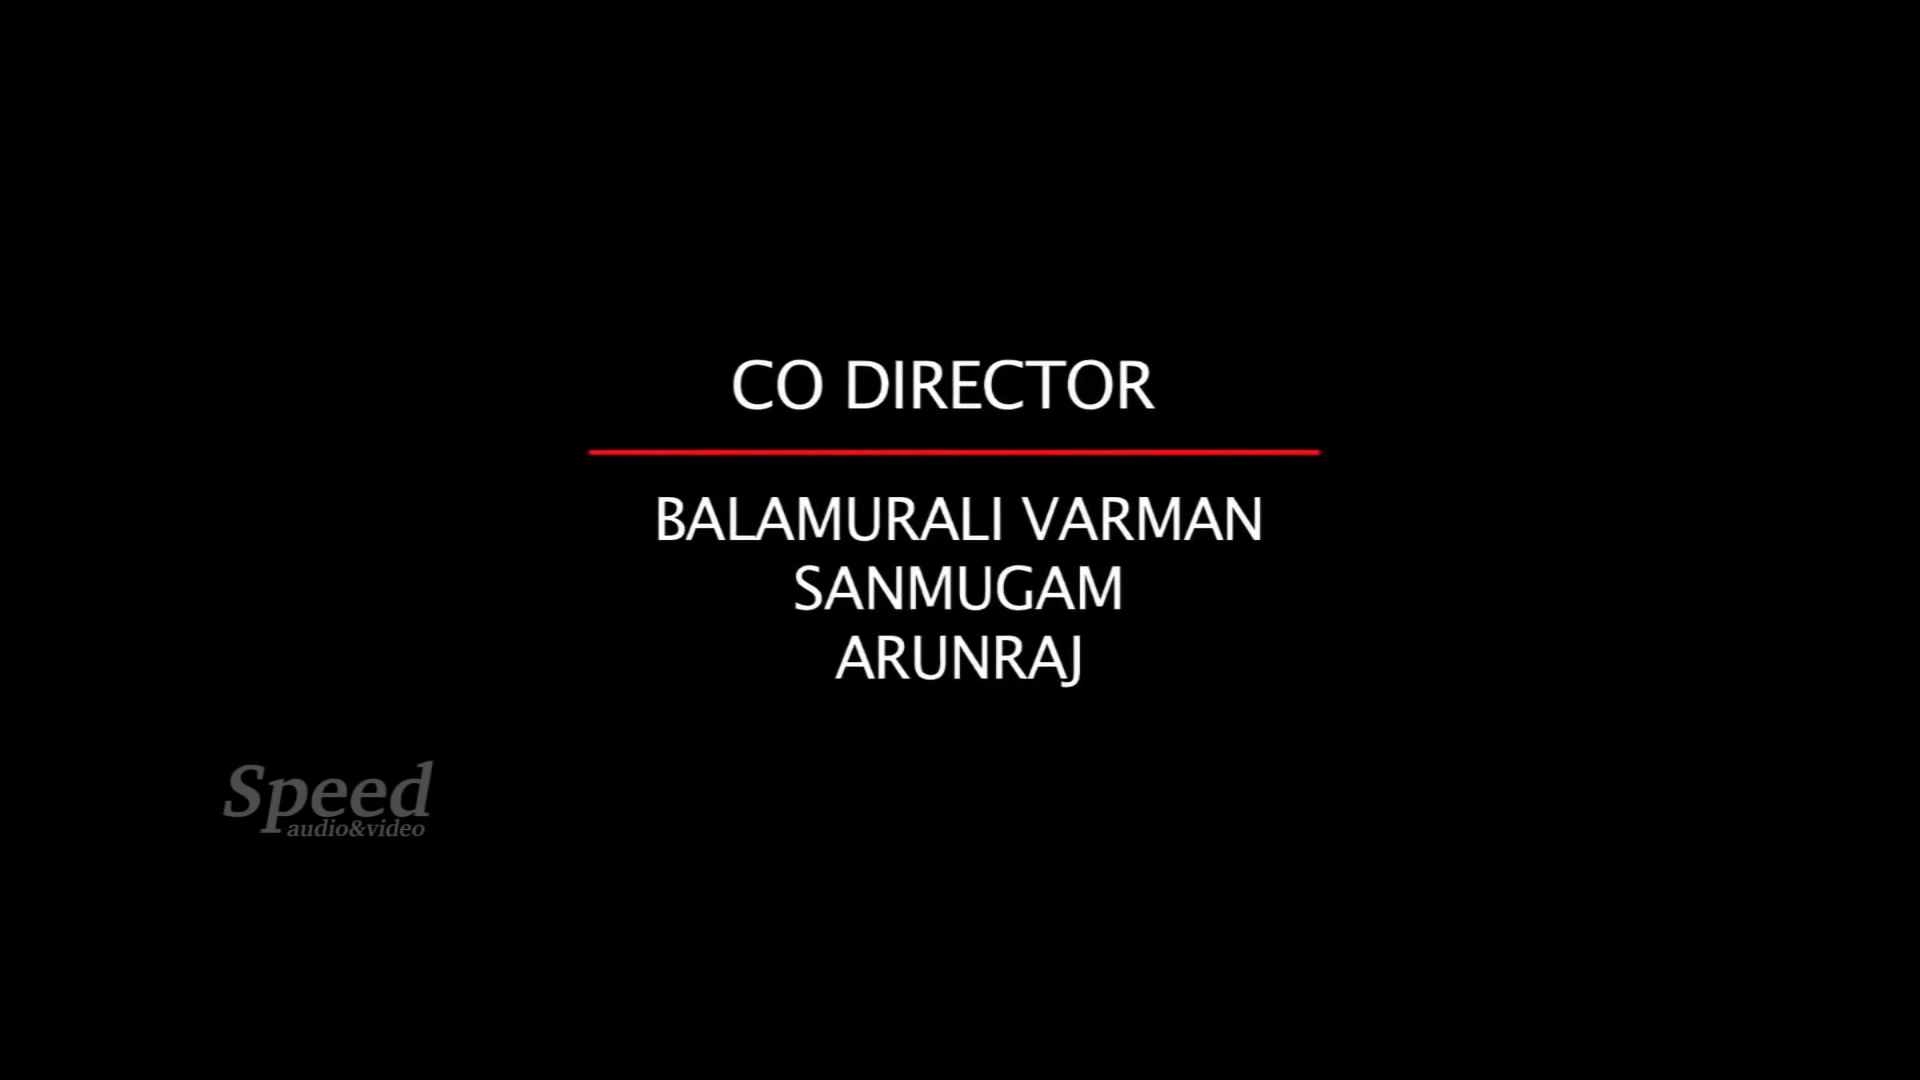 CO DIRECTOR
BALAMURALI VARMAN
SANMUGAM
ARUNRAJ
Speed
audio&video